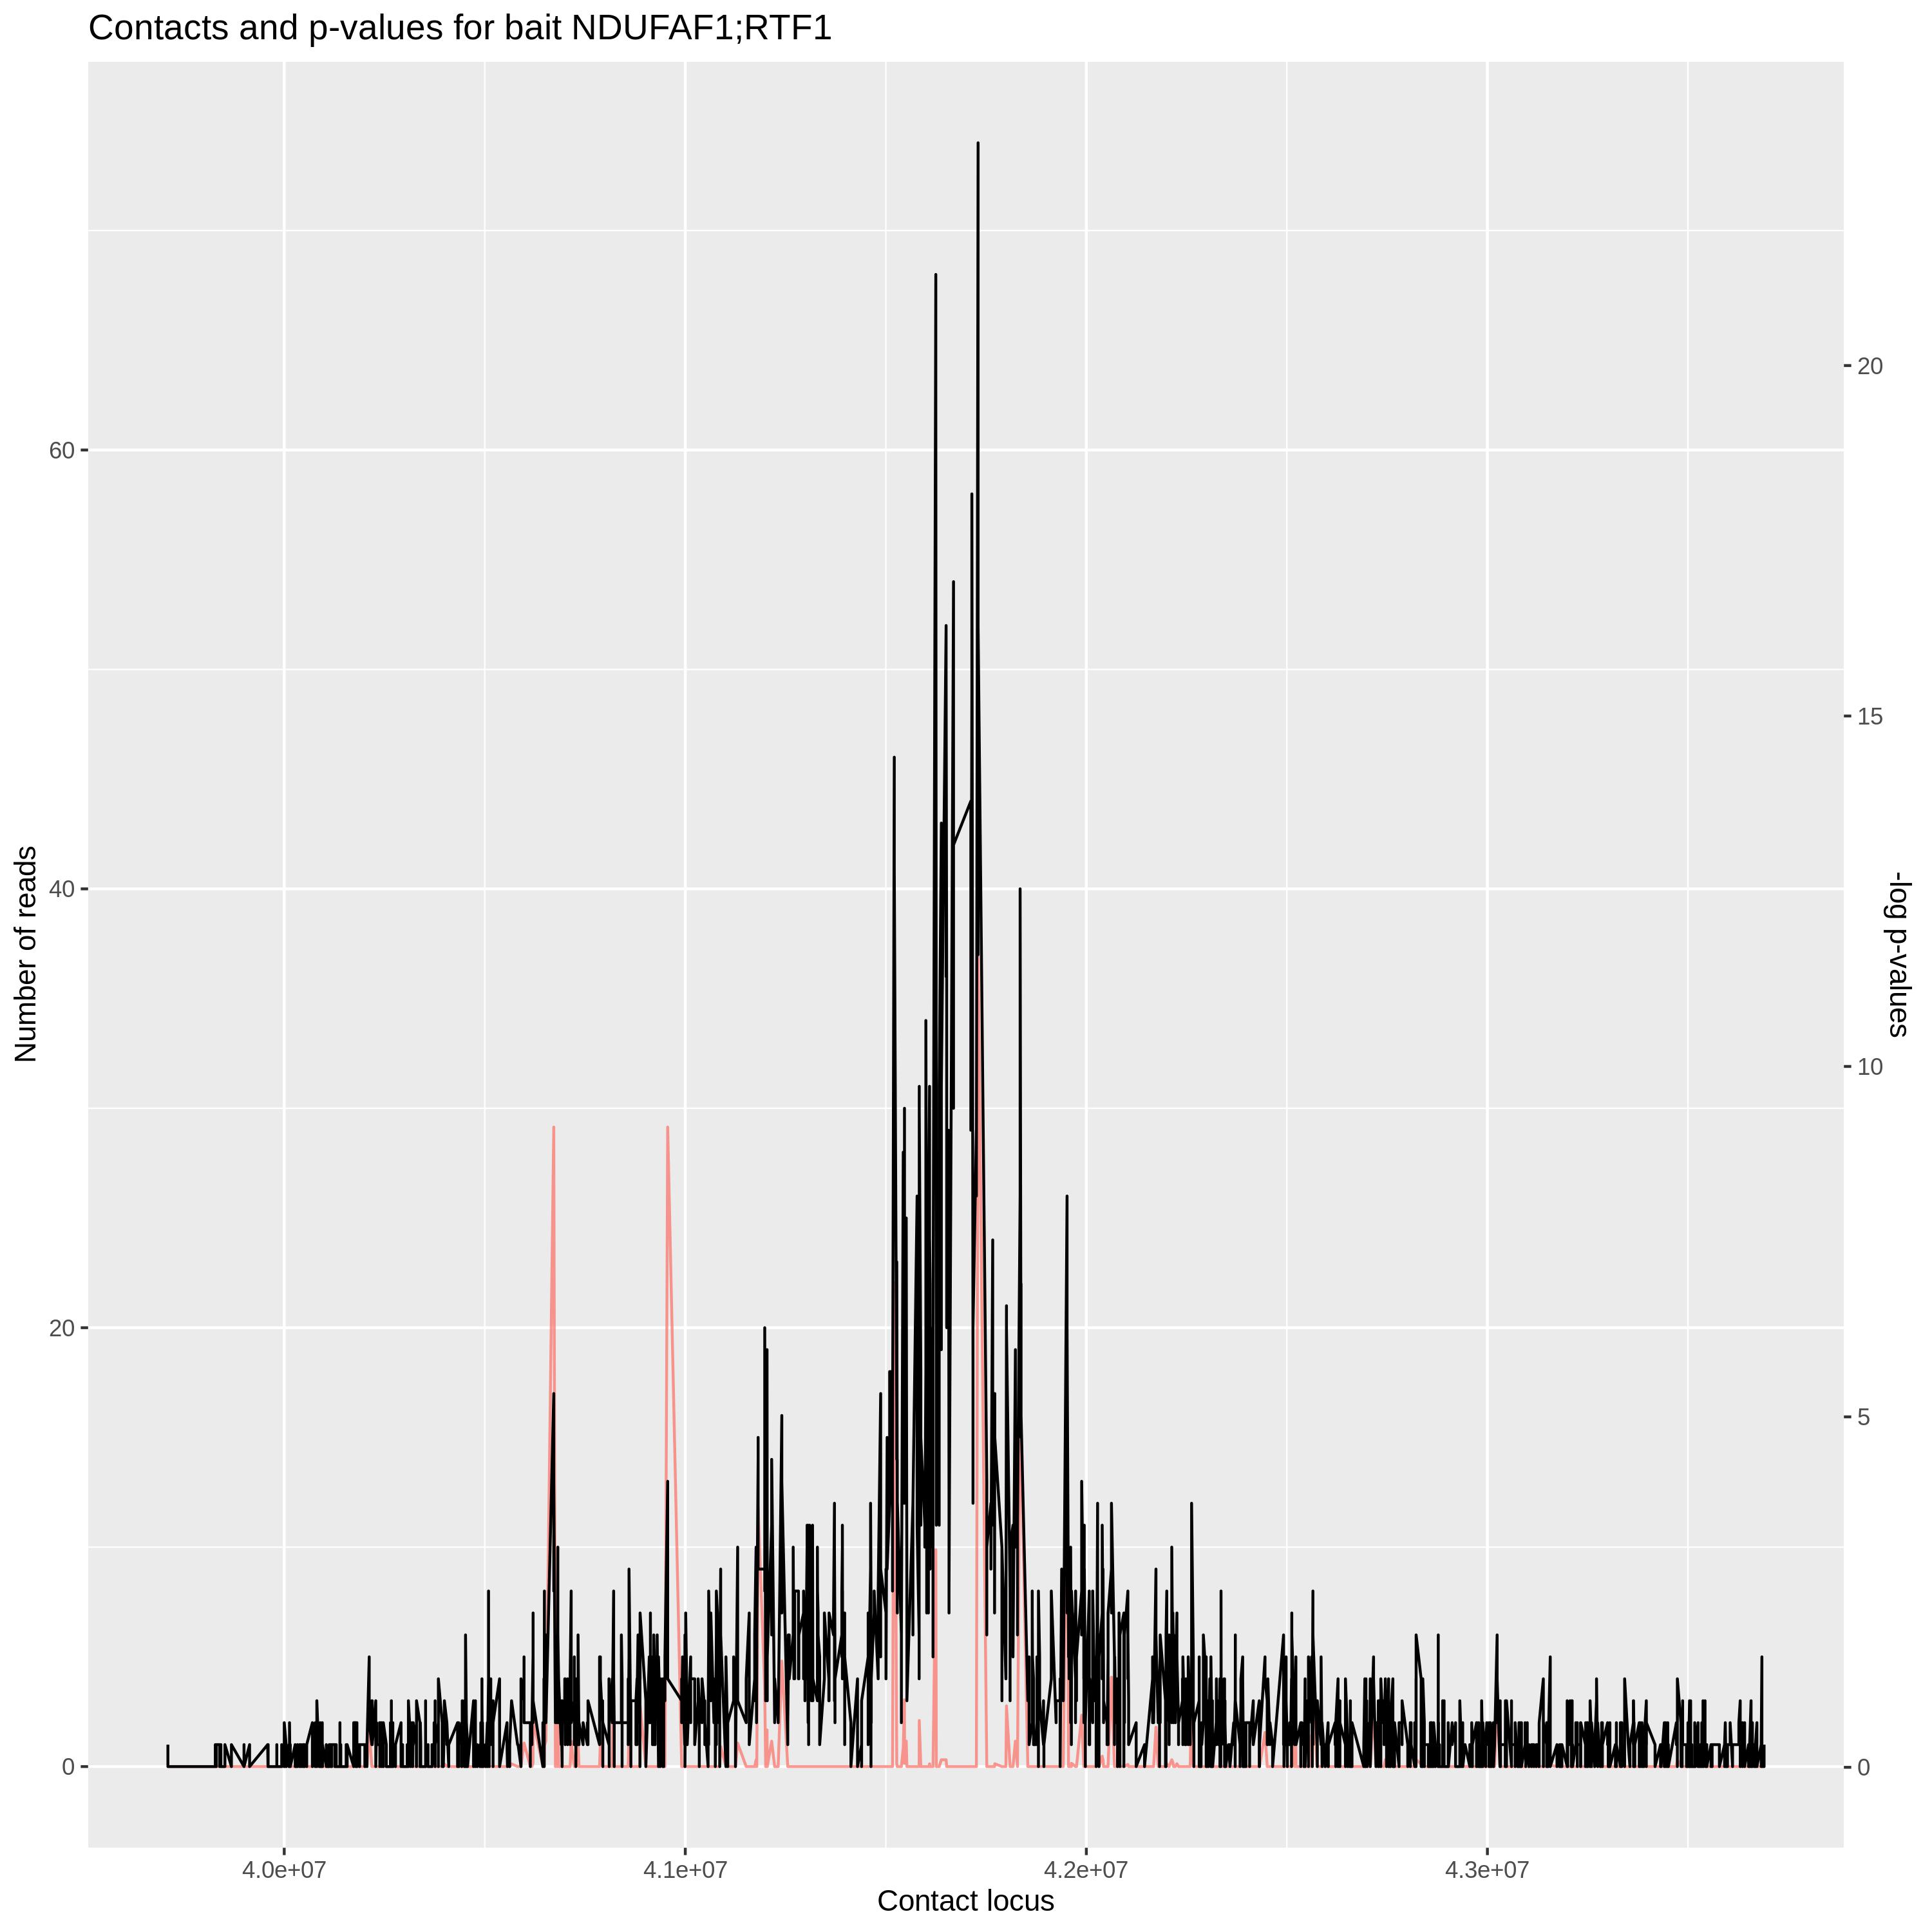 Contacts and p-values for bait NDUFAF1;RTF1
Number of reads
60
40
20
0
20
15
10
5
0
-log p-values
4.0e+07
4.1e+07
4.2e+07
4.3e+07
Contact locus